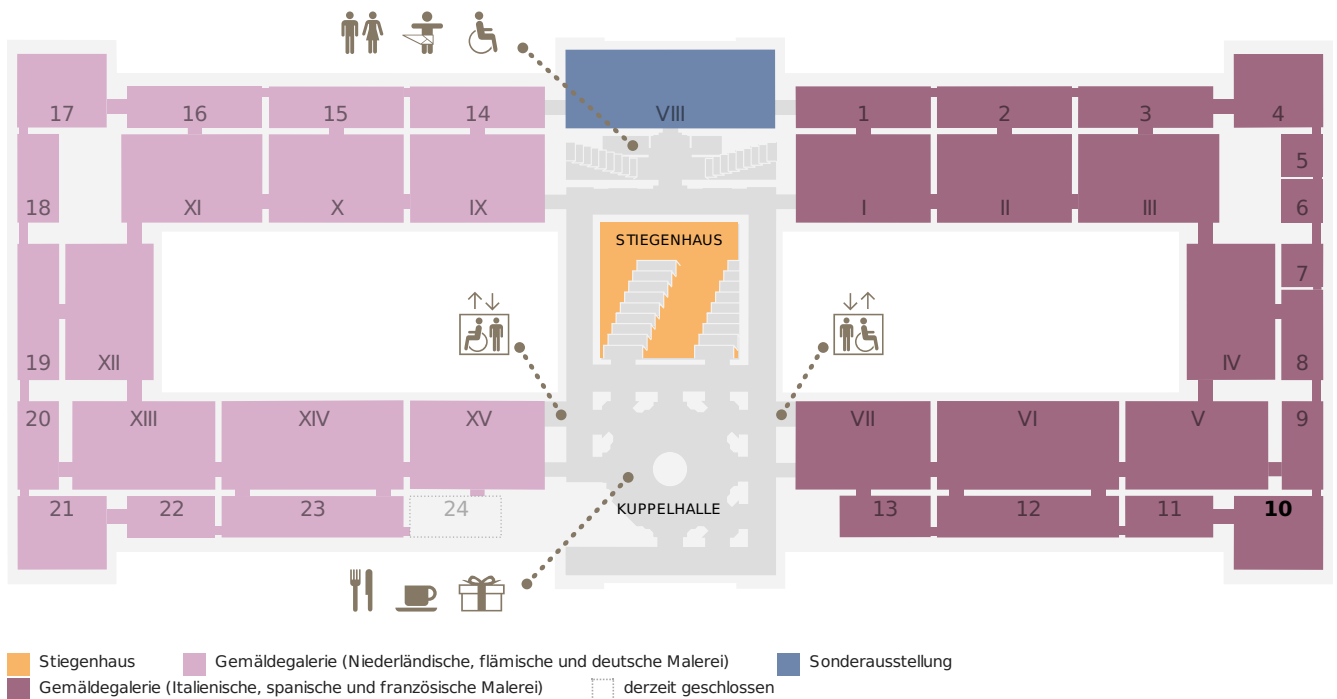 17
16
15
14
VIII
1
2
3
4
5
18
XI
X
IX
I
II
III
6
STIEGENHAUS
7
19
XII
IV
8
20
XIII
XIV
XV
VII
VI
V
9
21
22
23
24
KUPPELHALLE
13
12
11
10
Stiegenhaus
Gemäldegalerie (Niederländische, flämische und deutsche Malerei)
Sonderausstellung
Gemäldegalerie (Italienische, spanische und französische Malerei)
derzeit geschlossen